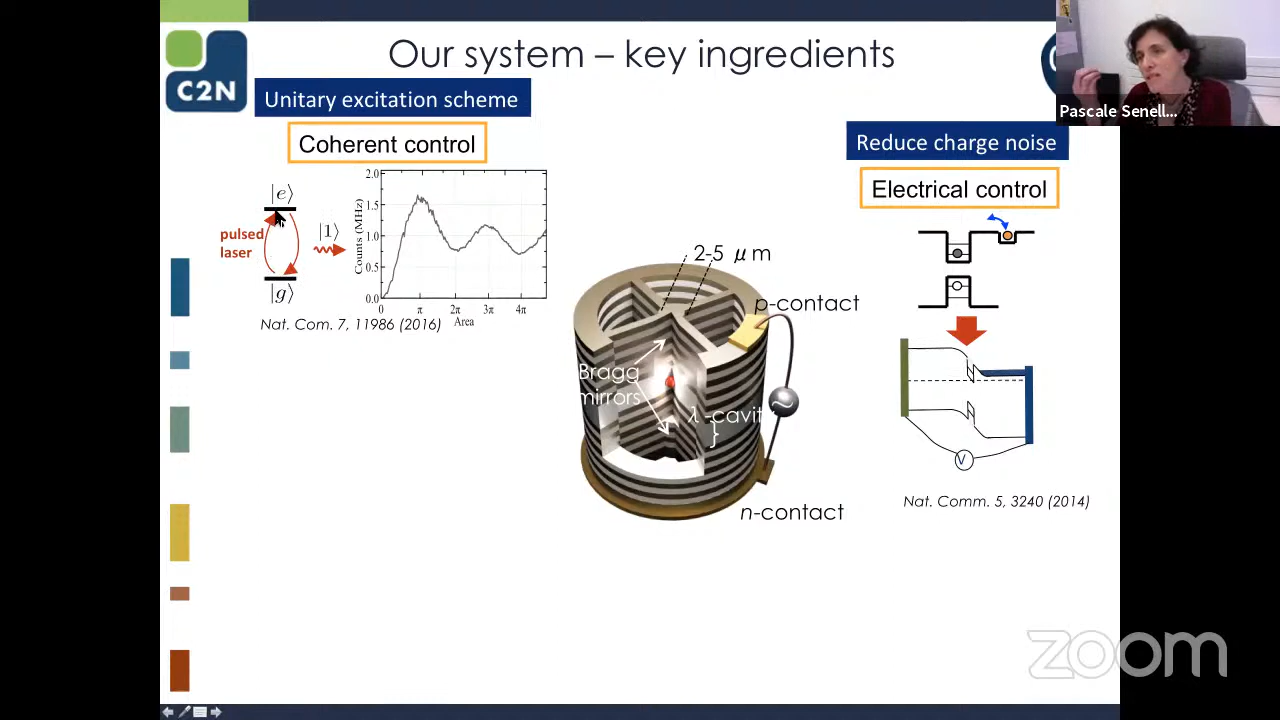 Our system – key ingredients
C2N
Unitary excitation scheme
Coherent control
|e⟩
pulsed
laser
|1⟩
|g⟩
Counts (MHz)
2.0
1.5
1.0
0.5
0.0
0 π 2π 3π 4π
Area
Nat. Com. 7, 11986 (2016)
2-5 μm
p-contact
Bragg
mirrors
λ-cavity
}
n-contact
Pascale Senell...
Reduce charge noise
Electrical control
V
Nat. Comm. 5, 3240 (2014)
zoom